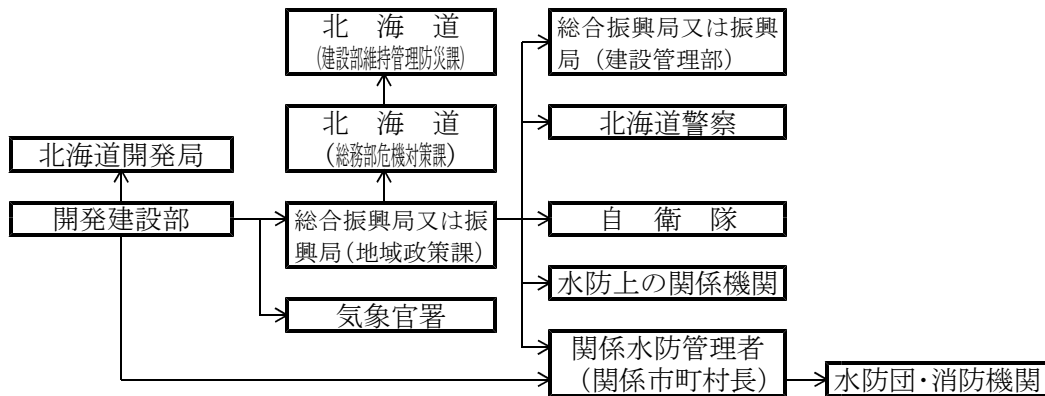 北　海　道
(建設部維持管理防災課)
総合振興局又は振興
局（建設管理部）
北　海　道
(総務部危機対策課)
北海道警察
北海道開発局
開発建設部
総合振興局又は振
興局(地域政策課)
自　衛　隊
水防上の関係機関
気象官署
関係水防管理者
（関係市町村長）
水防団・消防機関